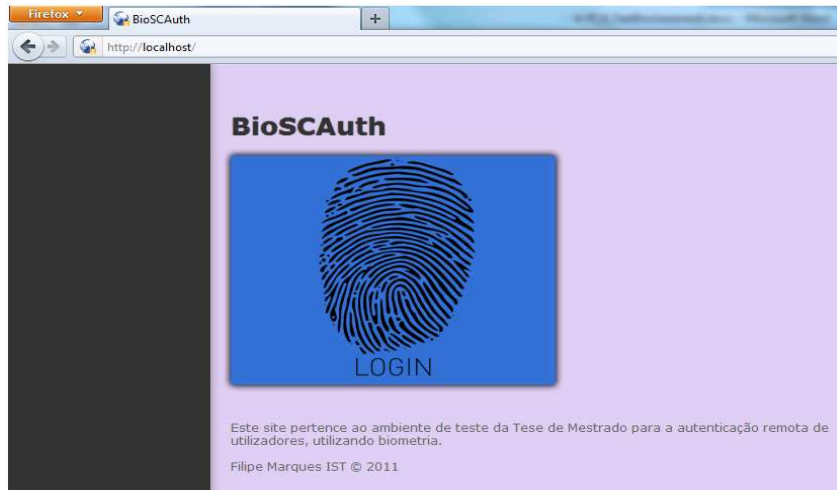 Firefox
BioSCAuth
http://localhost/
BioSCAuth
LOGIN
Este site pertence ao ambiente de teste da Tese de Mestrado para a autenticação remota de
utilizadores, utilizando biometria.
Filipe Marques IST © 2011